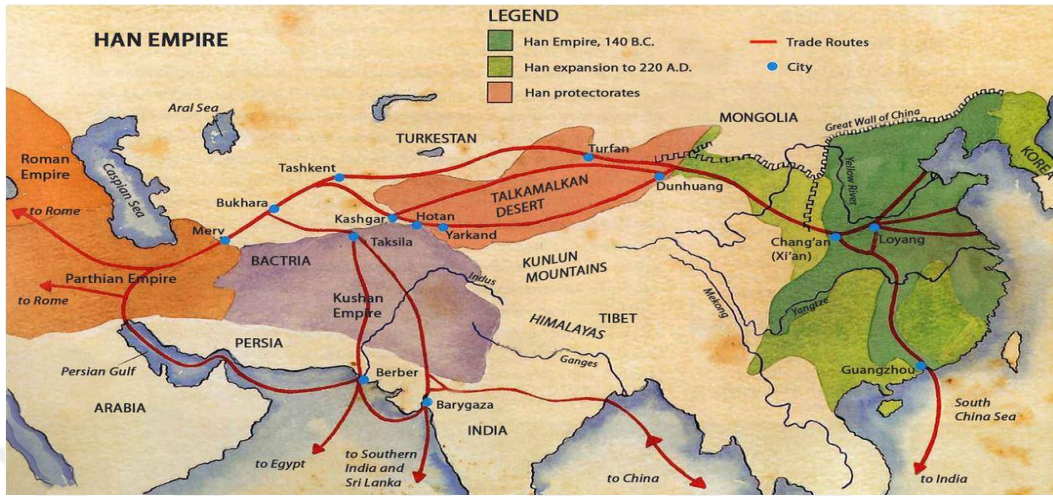 HAN EMPIRE
LEGEND
Han Empire, 140 B.C.
Han expansion to 220 A.D.
Han protectorates
Trade Routes
City
Aral Sea
Caspian Sea
Roman
Empire
to Rome
Parthian Empire
to Rome
Merv
Bukhara
Tashkent
TURKESTAN
MONGOLIA
Great Wall of China
KOREA
Turfan
TALKAMALKAN
DESERT
Dunhuang
Kashgar
Hotan
Yarkand
Taksila
BACTRIA
Kushan
Empire
Indus
KUNLUN
MOUNTAINS
Yellow River
Chang'an
(Xi'an)
Loyang
Yangtze
Mekong
TIBET
HIMALAYAS
Ganges
PERSIA
Persian Gulf
ARABIA
Berber
Barygaza
INDIA
Guangzhou
South
China Sea
to Egypt
to Southern
India and
Sri Lanka
to China
to India